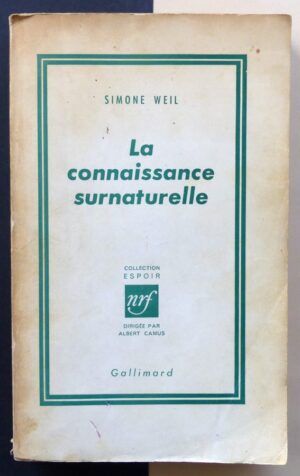 SIMONE WEIL
La
connaissance
surnaturelle
COLLECTION
ESPOIR
nrf
DIRIGÉE PAR
ALBERT CAMUS
Gallimard